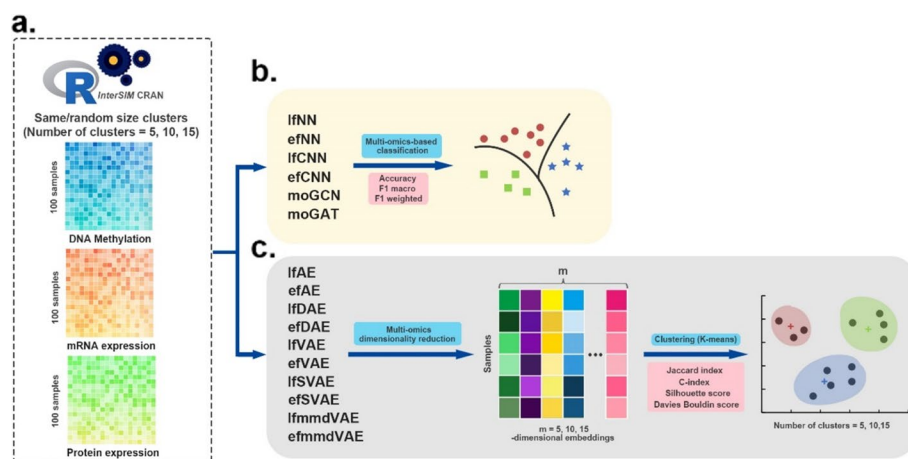 a.
R
InterSIM CRAN
Same/random size clusters
(Number of clusters = 5, 10, 15)
100 samples
DNA Methylation
100 samples
mRNA expression
100 samples
Protein expression
b.
lfNN
efNN
lfCNN
efCNN
moGCN
moGAT
Multi-omics-based
classification
Accuracy
F1 macro
F1 weighted
c.
lfAE
efAE
lfDAE
efDAE
lfVAE
efVAE
lfSVAE
efSVAE
lfmmdVAE
efmmdVAE
Multi-omics
dimensionality reduction
m
Samples
...
m = 5, 10, 15
-dimensional embeddings
Clustering (K-means)
Jaccard index
C-index
Silhouette score
Davies Bouldin score
Number of clusters = 5, 10,15